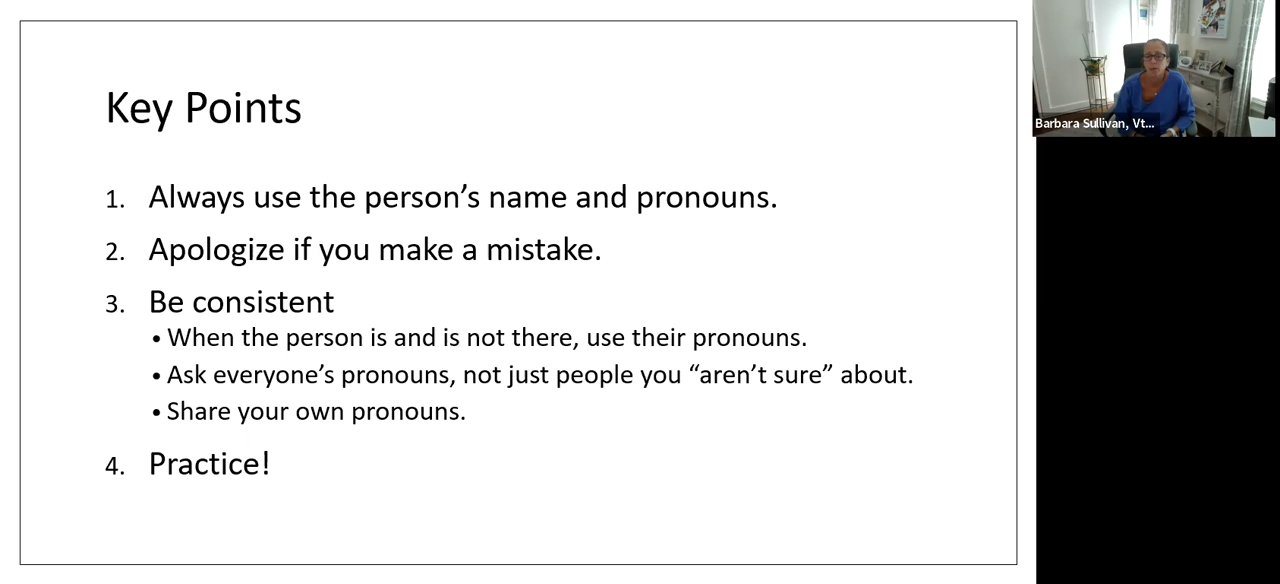 Key Points
1. Always use the person’s name and pronouns.
2. Apologize if you make a mistake.
3. Be consistent
• When the person is and is not there, use their pronouns.
• Ask everyone’s pronouns, not just people you “aren’t sure” about.
• Share your own pronouns.
4. Practice!
Barbara Sullivan, Vt...